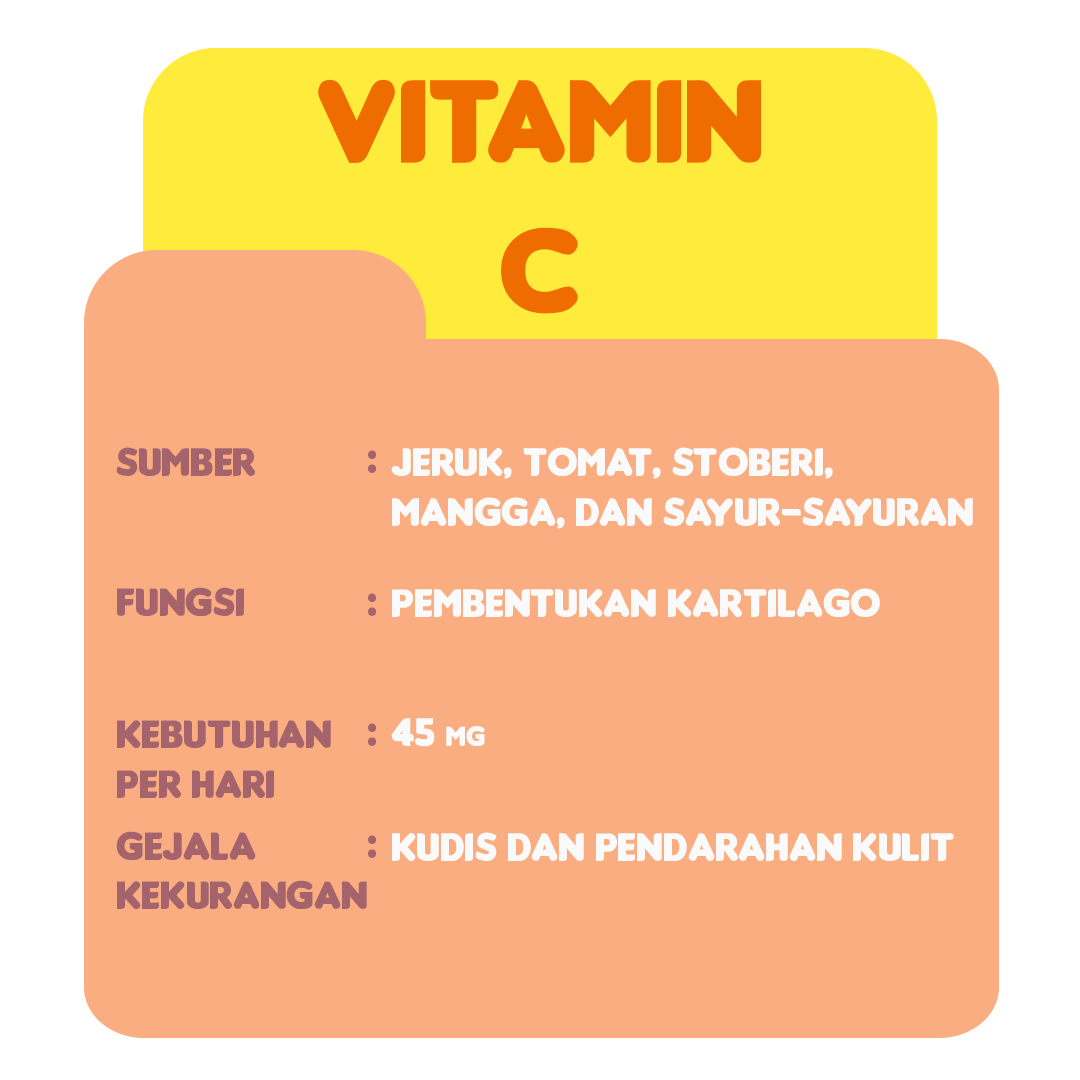 VITAMIN
C
SUMBER : JERUK, TOMAT, STOBERI,
MANGGA, DAN SAYUR-SAYURAN
FUNGSI : PEMBENTUKAN KARTILAGO
KEBUTUHAN : 45 MG
PER HARI
GEJALA : KUDIS DAN PENDARAHAN KULIT
KEKURANGAN